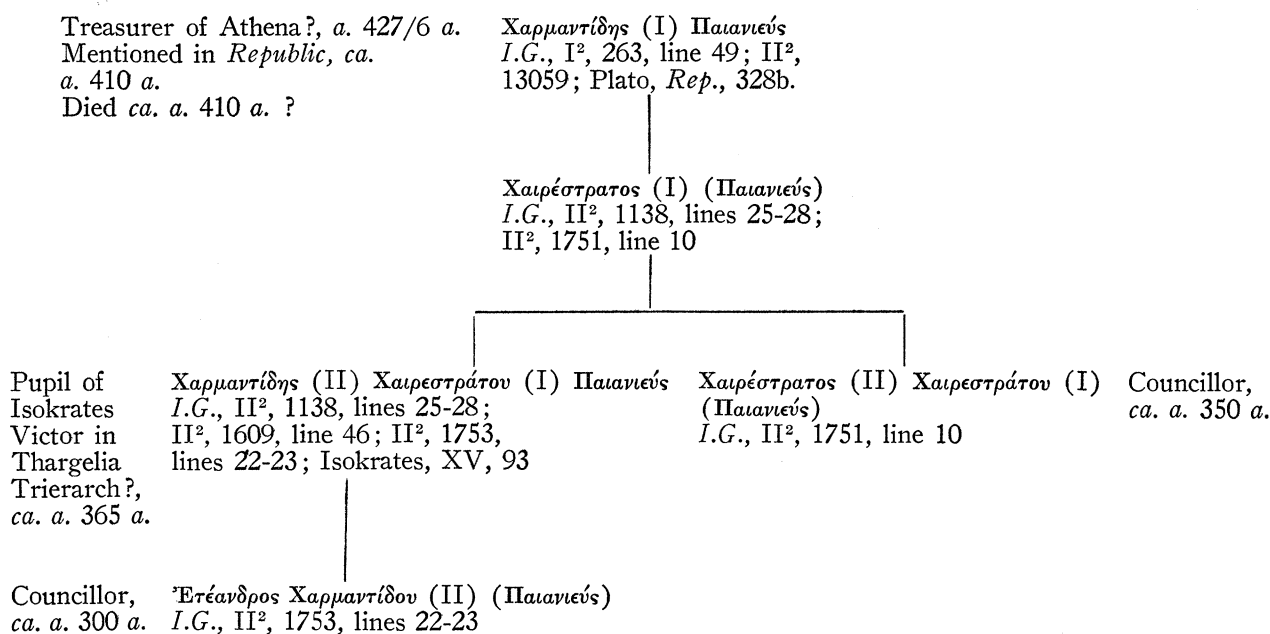 Treasurer of Athena?, a. 427/6 a.
Mentioned in Republic, ca.
a. 410 a.
Died ca. a. 410 a. ?
Χαρμαντίδης (I) Παιανιεύς
I.G., I², 263, line 49; II²,
13059; Plato, Rep., 328b.
Χαιρέστρατος (I) (Παιανιεύς)
I.G., II², 1138, lines 25-28;
II², 1751, line 10
Pupil of
Isokrates
Victor in
Thargelia
Trierarch?,
ca. a. 365 a.
Χαρμαντίδης (II) Χαιρεστράτου (I) Παιανιεύς
I.G., II², 1138, lines 25-28;
II², 1609, line 46; II², 1753,
lines 22-23; Isokrates, XV, 93
Χαιρέστρατος (II) Χαιρεστράτου (I)
(Παιανιεύς)
I.G., II², 1751, line 10
Councillor,
ca. a. 350 a.
Councillor,
ca. a. 300 a.
Ἐτέανδρος Χαρμαντίδου (II) (Παιανιεύς)
I.G., II², 1753, lines 22-23